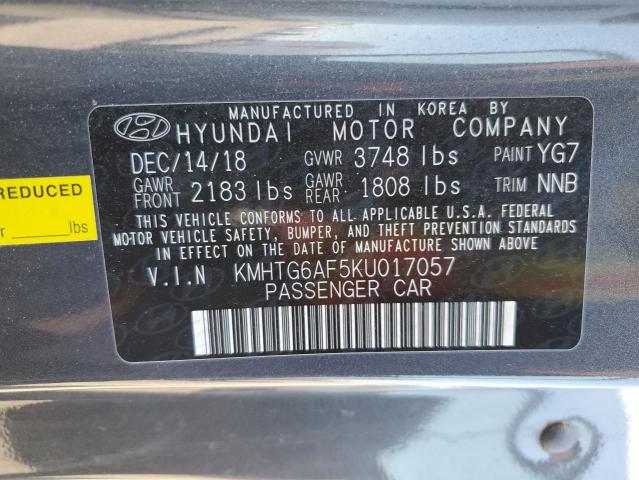 MANUFACTURED IN KOREA BY
HYUNDAI MOTOR COMPANY
DEC/14/18 GVWR 3748 lbs PAINT YG7
GAWR FRONT 2183 lbs GAWR REAR 1808 lbs TRIM NNB
THIS VEHICLE CONFORMS TO ALL APPLICABLE U.S.A. FEDERAL
MOTOR VEHICLE SAFETY, BUMPER, AND THEFT PREVENTION STANDARDS
IN EFFECT ON THE DATE OF MANUFACTURE SHOWN ABOVE
V.I.N KMHTG6AF5KU017057
PASSENGER CAR
REDUCED
lbs